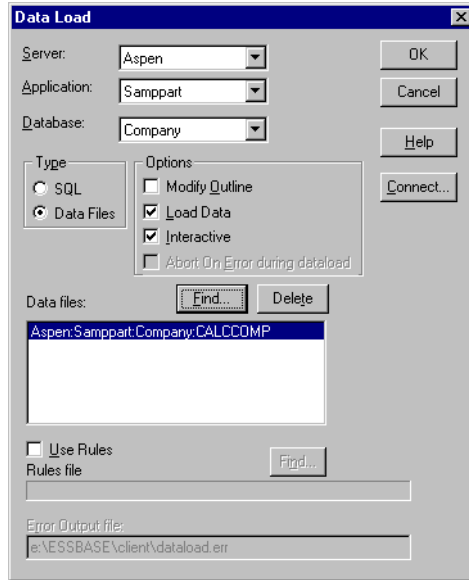 Data Load
Server: Aspen OK
Application: Samppart Cancel
Database: Company Help
Type Options Connect...
SQL Modify Outline
Data Files Load Data
Interactive
Abort On Error during dataload
Data files: Find... Delete
Aspen:Samppart:Company:CALCCOMP
Use Rules Find...
Rules file
Error Output file:
e:\ESSBASE\client\dataload.err